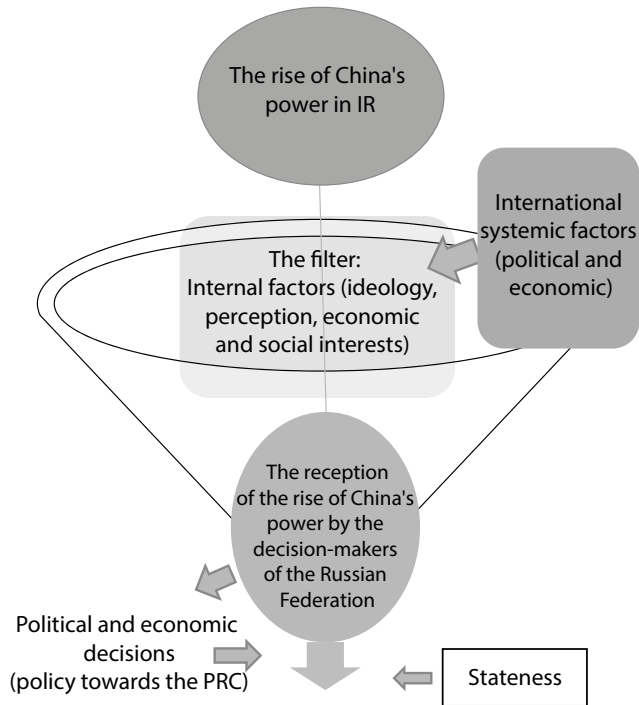 The rise of China's
power in IR
International
systemic factors
(political and
economic)
The filter:
Internal factors (ideology,
perception, economic
and social interests)
The reception
of the rise of China's
power by the
decision-makers
of the Russian
Federation
Political and economic
decisions
(policy towards the PRC)
Stateness